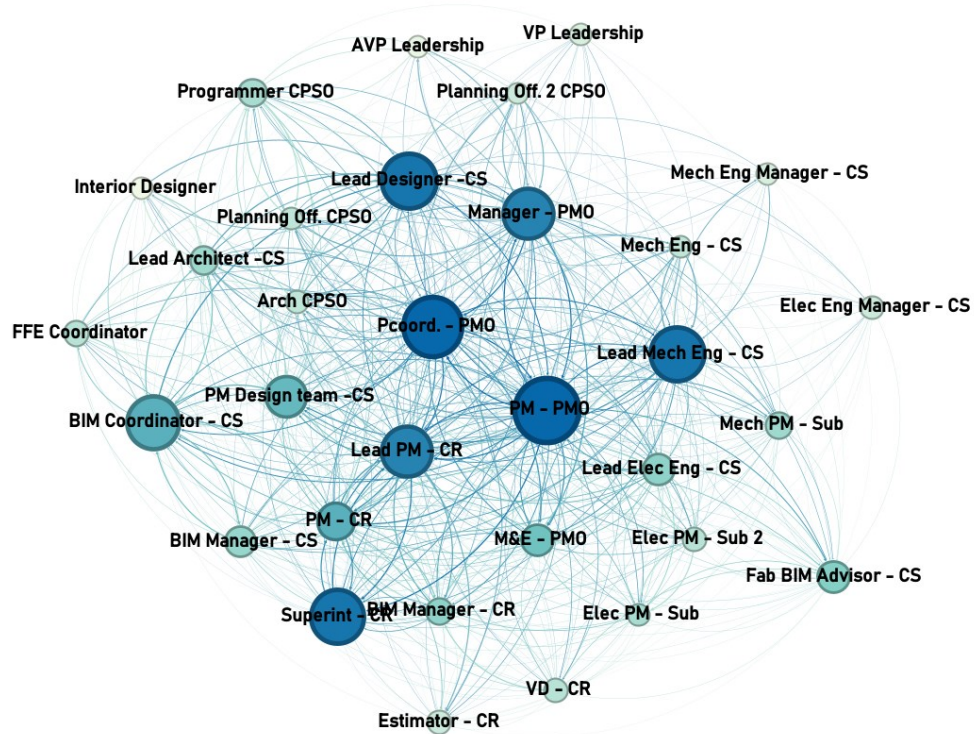 VP Leadership
AVP Leadership
Programmer CPSO
Planning Off. 2 CPSO
Mech Eng Manager - CS
Lead Designer -CS
Interior Designer
Manager - PMO
Planning Off. CPSO
Mech Eng - CS
Lead Architect -CS
Arch CPSO
Elec Eng Manager - CS
Pcoord. - PMO
FFE Coordinator
Lead Mech Eng - CS
PM Design team -CS
PM - PMO
BIM Coordinator - CS
Mech PM - Sub
Lead PM - CR
Lead Elec Eng - CS
PM - CR
BIM Manager - CS
M&E - PMO
Elec PM - Sub 2
Fab BIM Advisor - CS
Superint - CR
BIM Manager - CR
Elec PM - Sub
VD - CR
Estimator - CR